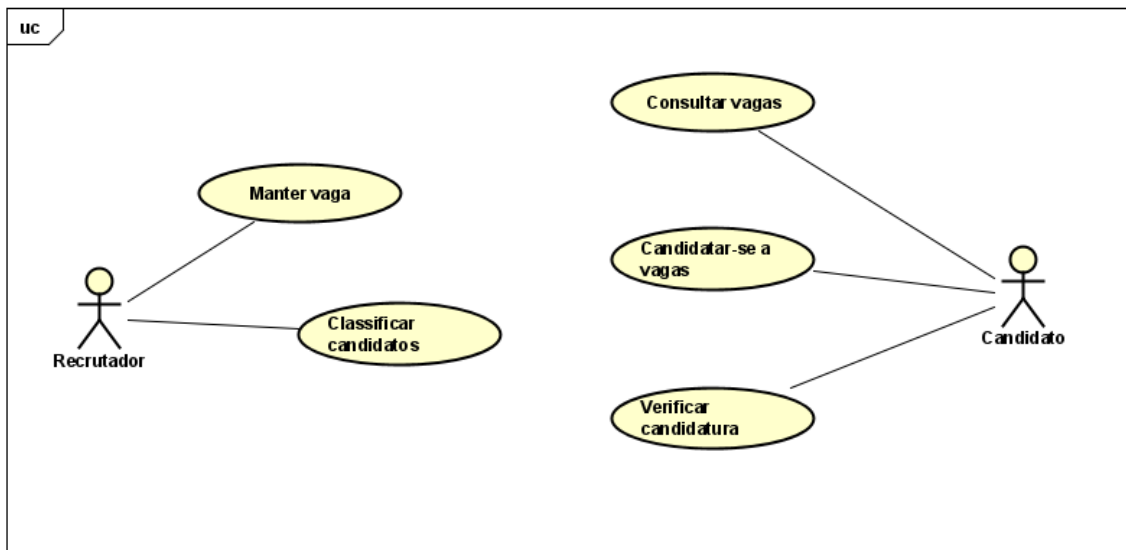 uc
Consultar vagas
Manter vaga
Candidatar-se a
vagas
Classificar
candidatos
Recrutador
Candidato
Verificar
candidatura